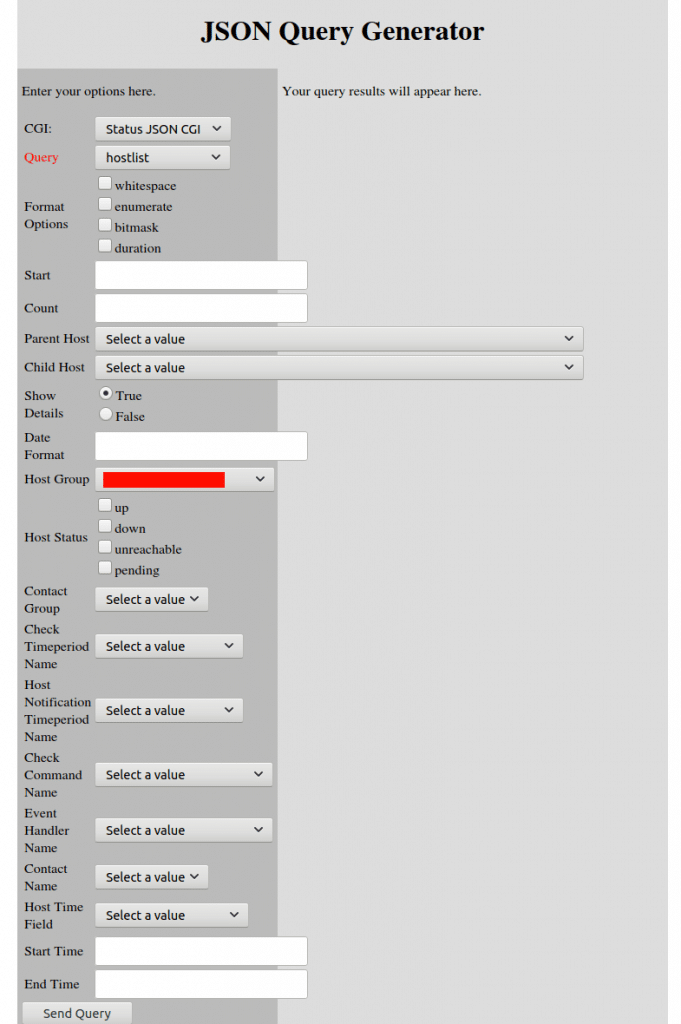 JSON Query Generator
Enter your options here.
Your query results will appear here.
CGI:
Status JSON CGI
Query
hostlist
Format
Options
whitespace
enumerate
bitmask
duration
Start
Count
Parent Host
Select a value
Child Host
Select a value
Show
Details
True
False
Date
Format
Host Group
Host Status
up
down
unreachable
pending
Contact
Group
Select a value
Check
Timeperiod
Name
Select a value
Host
Notification
Timeperiod
Name
Select a value
Check
Command
Name
Select a value
Event
Handler
Name
Select a value
Contact
Name
Select a value
Host Time
Field
Select a value
Start Time
End Time
Send Query